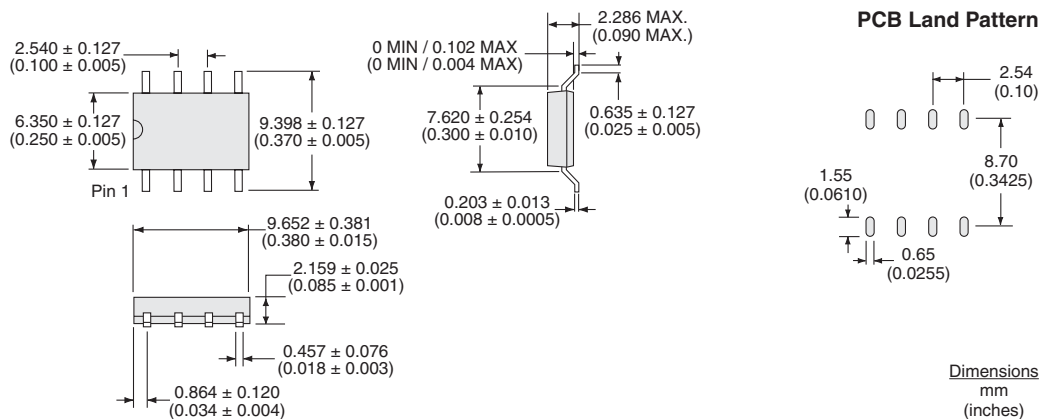 2.540 ± 0.127
(0.100 ± 0.005)
6.350 ± 0.127
(0.250 ± 0.005)
Pin 1
9.398 ± 0.127
(0.370 ± 0.005)
9.652 ± 0.381
(0.380 ± 0.015)
2.159 ± 0.025
(0.085 ± 0.001)
0.457 ± 0.076
(0.018 ± 0.003)
0.864 ± 0.120
(0.034 ± 0.004)
2.286 MAX.
(0.090 MAX.)
0 MIN / 0.102 MAX
(0 MIN / 0.004 MAX)
7.620 ± 0.254
(0.300 ± 0.010)
0.635 ± 0.127
(0.025 ± 0.005)
0.203 ± 0.013
(0.008 ± 0.0005)
PCB Land Pattern
2.54
(0.10)
8.70
(0.3425)
1.55
(0.0610)
0.65
(0.0255)
Dimensions
mm
(inches)